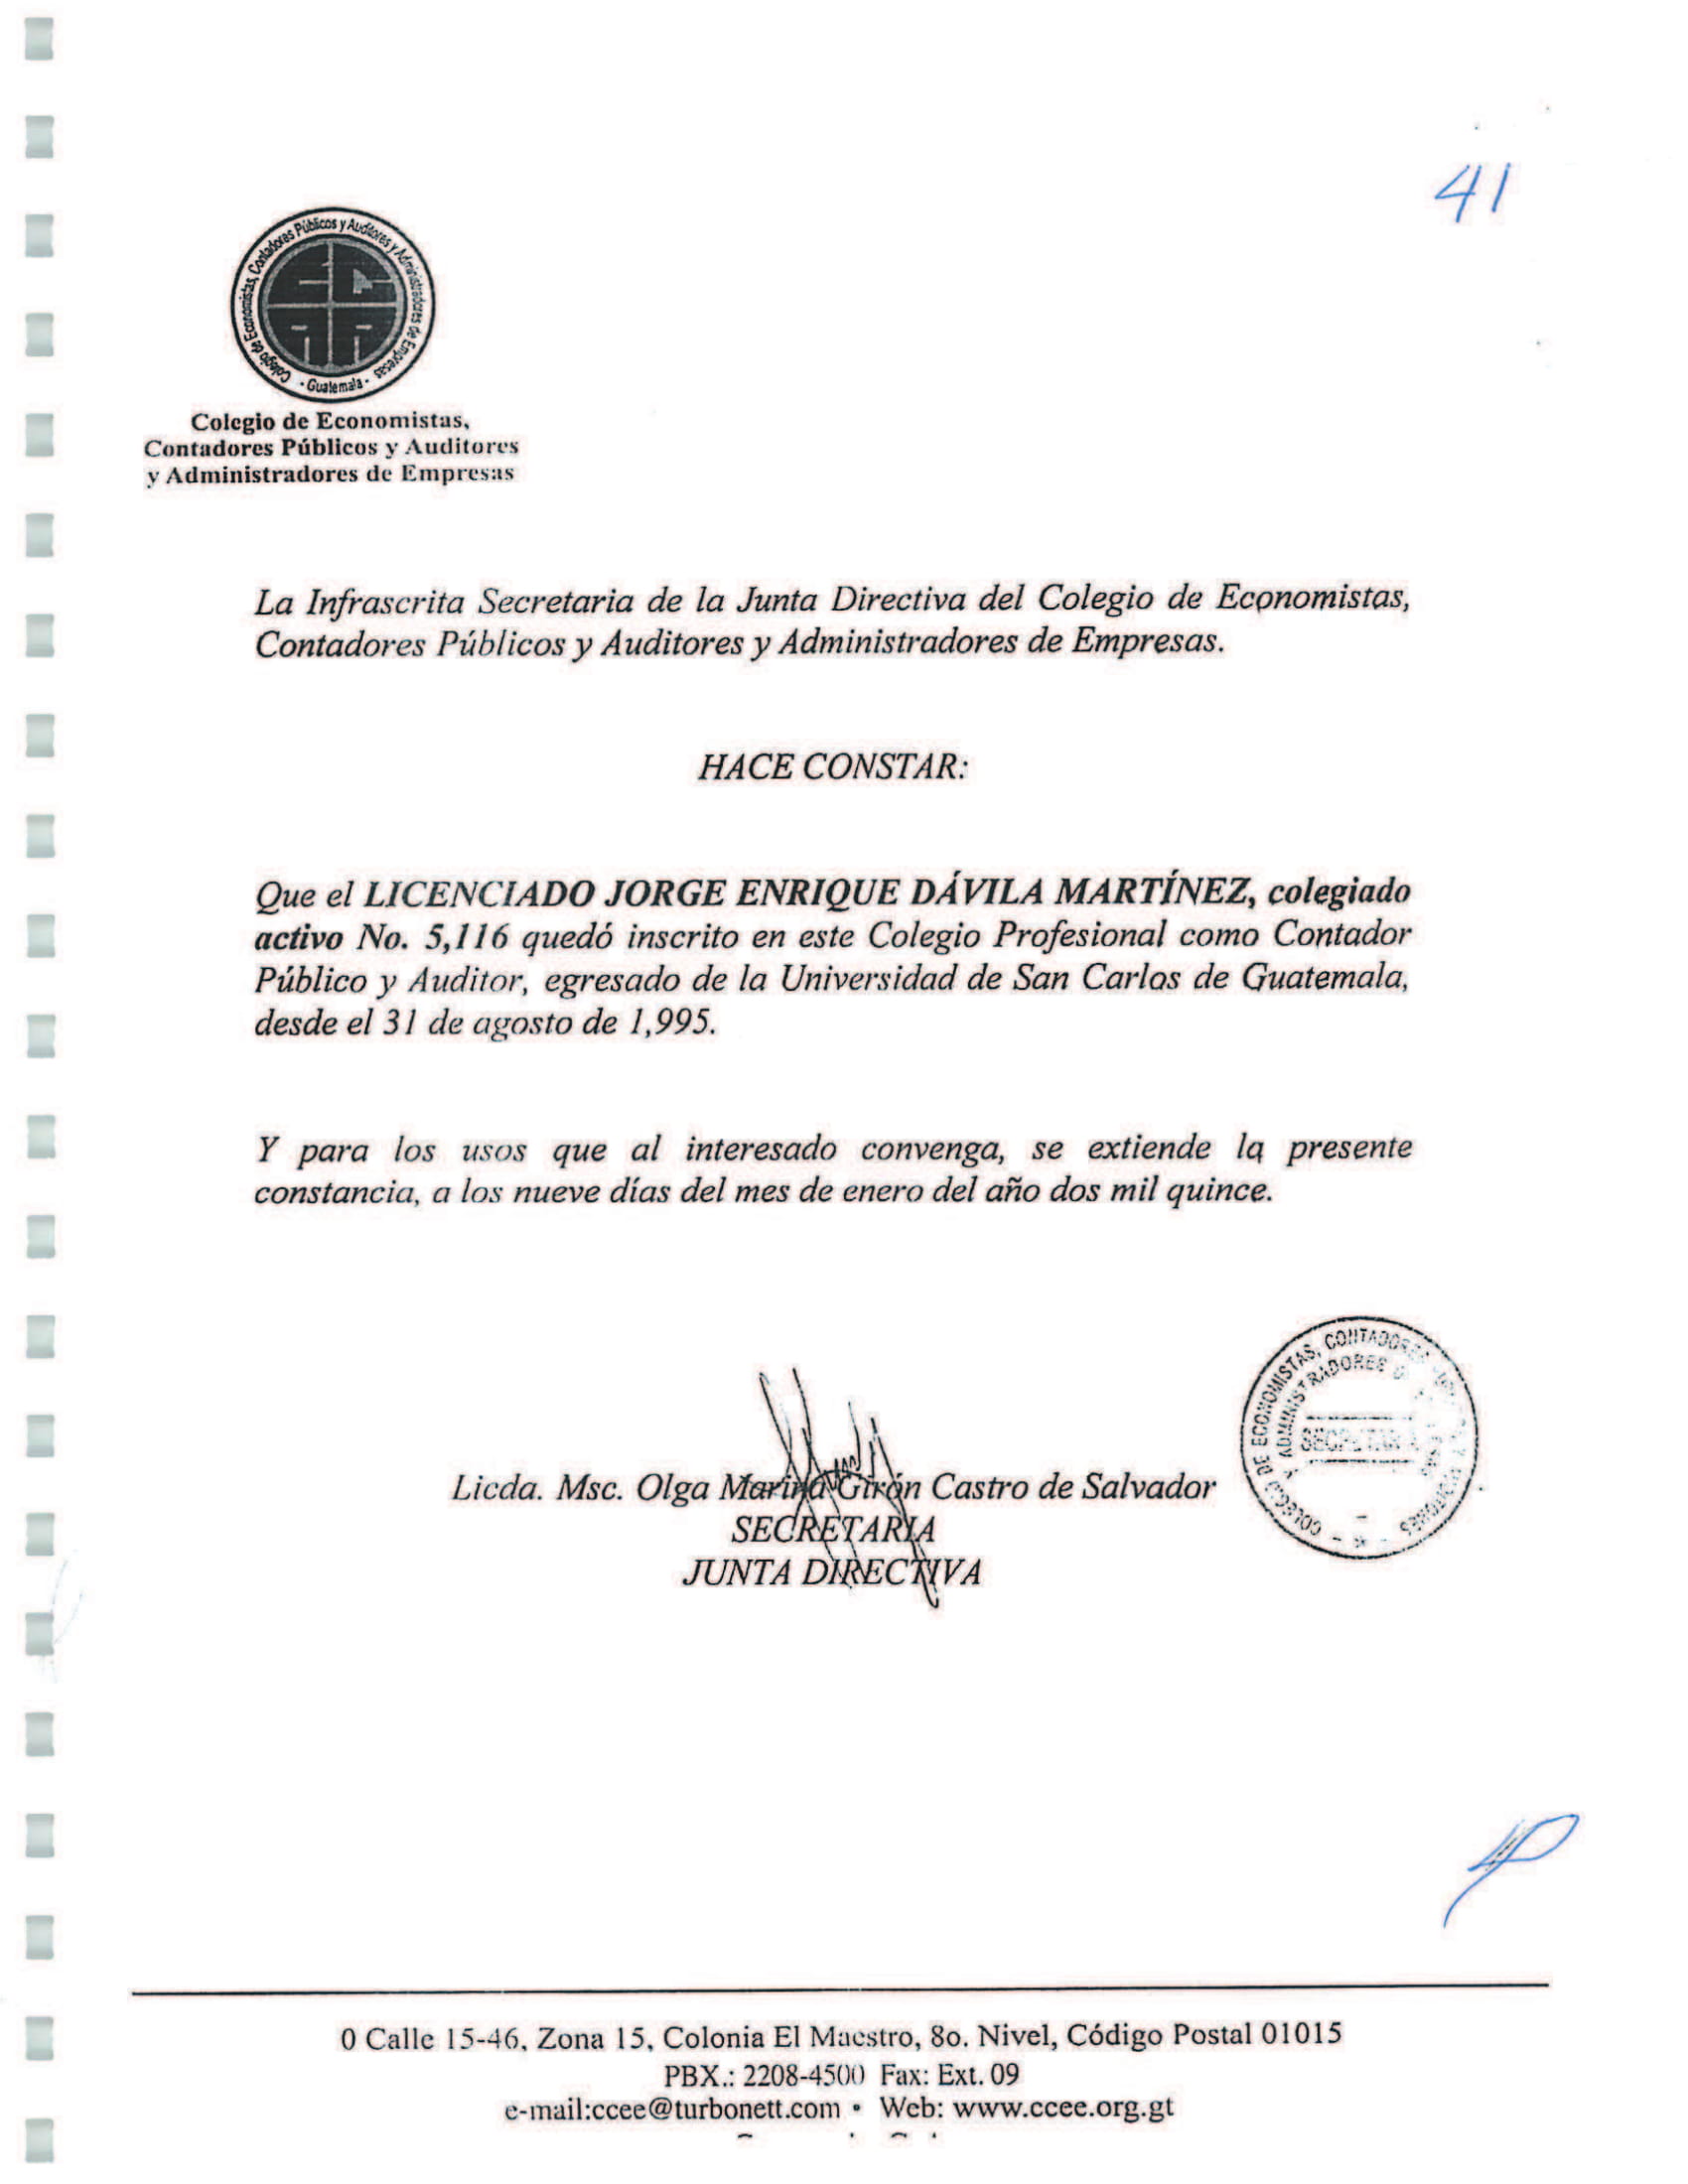 41
Colegio de Economistas, Contadores Públicos y Auditores y Administradores de Empresas
- Guatemala -
Colegio de Economistas,
Contadores Públicos y Auditores
y Administradores de Empresas
La Infrascrita Secretaria de la Junta Directiva del Colegio de Economistas,
Contadores Públicos y Auditores y Administradores de Empresas.
HACE CONSTAR:
Que el LICENCIADO JORGE ENRIQUE DÁVILA MARTÍNEZ, colegiado
activo No. 5,116 quedó inscrito en este Colegio Profesional como Contador
Público y Auditor, egresado de la Universidad de San Carlos de Guatemala,
desde el 31 de agosto de 1,995.
Y para los usos que al interesado convenga, se extiende la presente
constancia, a los nueve días del mes de enero del año dos mil quince.
COLEGIO DE ECONOMISTAS, CONTADORES
Y ADMINISTRADORES
SECRETARIA
Licda. Msc. Olga Marina Girón Castro de Salvador
SECRETARIA
JUNTA DIRECTIVA
0 Calle 15-46, Zona 15, Colonia El Maestro, 8o. Nivel, Código Postal 01015
PBX.: 2208-4500 Fax: Ext. 09
e-mail:ccee@turbonett.com • Web: www.ccee.org.gt